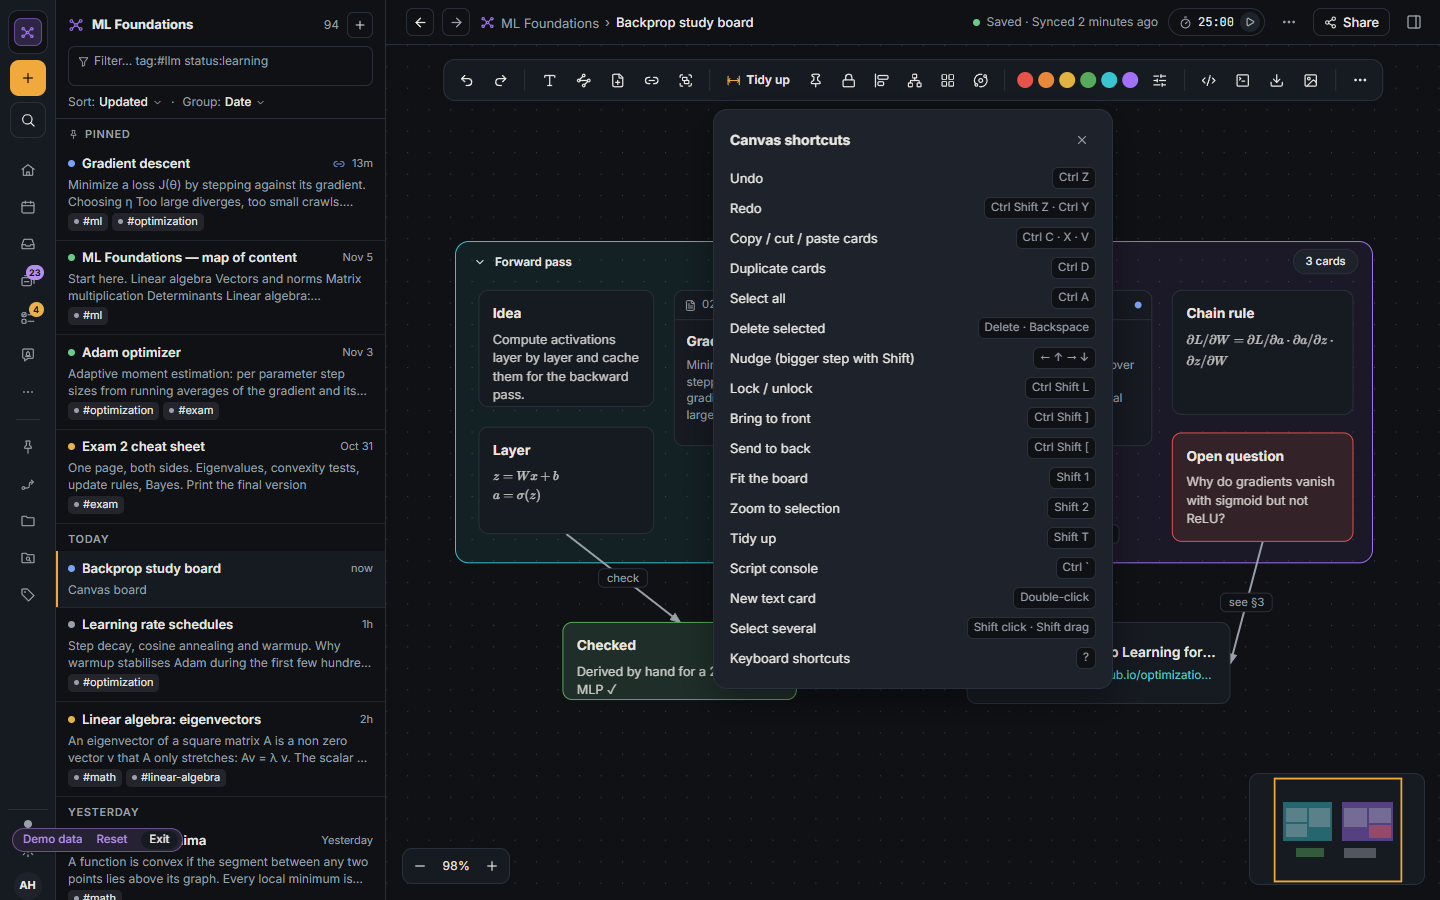 ML Foundations 94
Filter... tag:#llm status:learning
Sort: Updated · Group: Date
PINNED
Gradient descent 13m
Minimize a loss J(θ) by stepping against its gradient.
Choosing η Too large diverges, too small crawls....
#ml #optimization
ML Foundations — map of content Nov 5
Start here. Linear algebra Vectors and norms Matrix
multiplication Determinants Linear algebra:...
#ml
23
4
Adam optimizer Nov 3
Adaptive moment estimation: per parameter step
sizes from running averages of the gradient and its...
#optimization #exam
Exam 2 cheat sheet Oct 31
One page, both sides. Eigenvalues, convexity tests,
update rules, Bayes. Print the final version
#exam
TODAY
Backprop study board now
Canvas board
Learning rate schedules 1h
Step decay, cosine annealing and warmup. Why
warmup stabilises Adam during the first few hundre...
#optimization
Linear algebra: eigenvectors 2h
An eigenvector of a square matrix A is a non zero
vector v that A only stretches: Av = λ v. The scalar ...
#math #linear-algebra
YESTERDAY
Demo data Reset Exit
Yesterday
A function is convex if the segment between any two
points lies above its graph. Every local minimum is...
#math
AH
ML Foundations › Backprop study board
Saved · Synced 2 minutes ago
25:00
Share
Tidy up
Canvas shortcuts
Undo Ctrl Z
Redo Ctrl Shift Z · Ctrl Y
Copy / cut / paste cards Ctrl C · X · V
Duplicate cards Ctrl D
Select all Ctrl A
Delete selected Delete · Backspace
Nudge (bigger step with Shift) ← ↑ → ↓
Lock / unlock Ctrl Shift L
Bring to front Ctrl Shift ]
Send to back Ctrl Shift [
Fit the board Shift 1
Zoom to selection Shift 2
Tidy up Shift T
Script console Ctrl `
New text card Double-click
Select several Shift click · Shift drag
Keyboard shortcuts ?
Forward pass
3 cards
Idea
Compute activations
layer by layer and cache
them for the backward
pass.
Layer
z = Wx + b
a = σ(z)
Chain rule
∂L/∂W = ∂L/∂a · ∂a/∂z ·
∂z/∂W
Open question
Why do gradients vanish
with sigmoid but not
ReLU?
check
see §3
Checked
Derived by hand for a 2
MLP ✓
Learning for...
ub.io/optimizatio...
98%